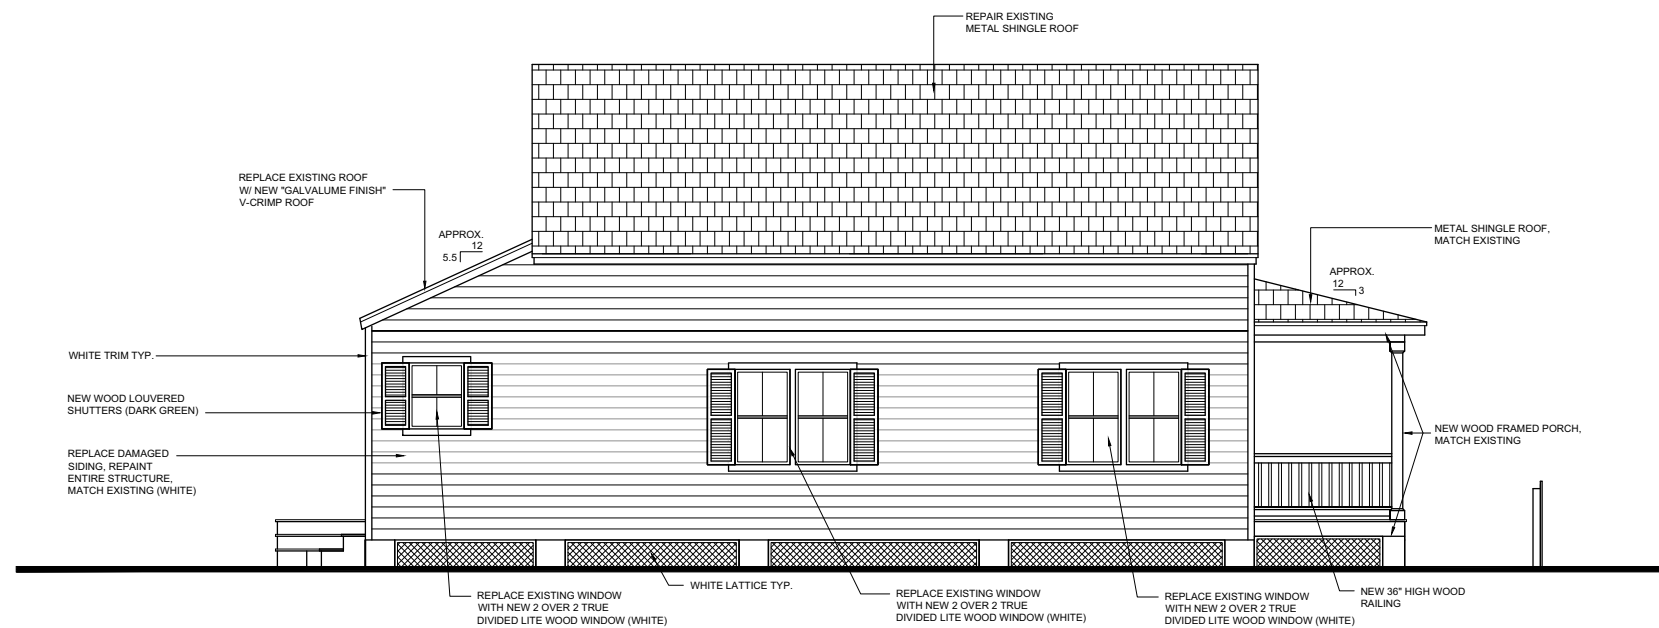 REPAIR EXISTING
METAL SHINGLE ROOF
REPLACE EXISTING ROOF
W/ NEW "GALVALUME FINISH"
V-CRIMP ROOF
APPROX.
12
5.5
METAL SHINGLE ROOF,
MATCH EXISTING
APPROX.
12
3
WHITE TRIM TYP.
NEW WOOD LOUVERED
SHUTTERS (DARK GREEN)
NEW WOOD FRAMED PORCH,
MATCH EXISTING
REPLACE DAMAGED
SIDING, REPAINT
ENTIRE STRUCTURE,
MATCH EXISTING (WHITE)
REPLACE EXISTING WINDOW
WITH NEW 2 OVER 2 TRUE
DIVIDED LITE WOOD WINDOW (WHITE)
WHITE LATTICE TYP.
REPLACE EXISTING WINDOW
WITH NEW 2 OVER 2 TRUE
DIVIDED LITE WOOD WINDOW (WHITE)
REPLACE EXISTING WINDOW
WITH NEW 2 OVER 2 TRUE
DIVIDED LITE WOOD WINDOW (WHITE)
NEW 36" HIGH WOOD
RAILING